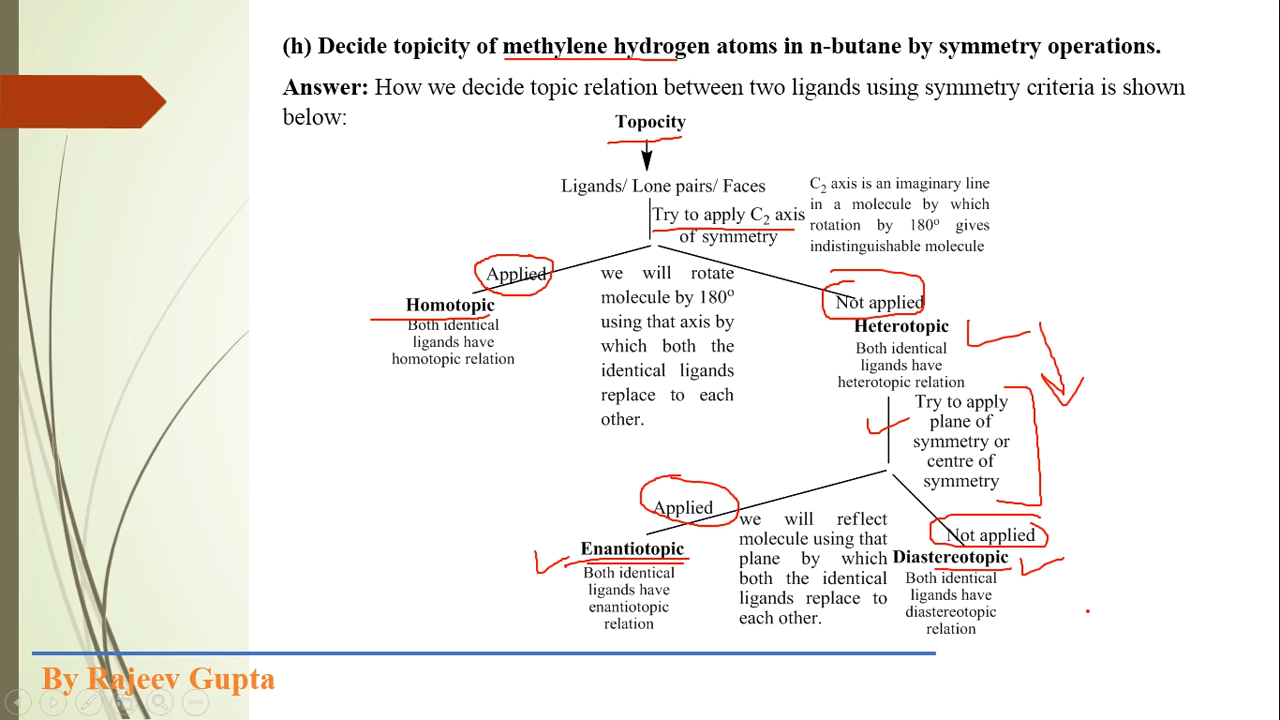 (h) Decide topicity of methylene hydrogen atoms in n-butane by symmetry operations.
Answer: How we decide topic relation between two ligands using symmetry criteria is shown
below:
Topocity
Ligands/ Lone pairs/ Faces
Try to apply C₂ axis
of symmetry
C₂ axis is an imaginary line
in a molecule by which
rotation by 180º gives
indistinguishable molecule
Applied
Homotopic
Both identical
ligands have
homotopic relation
we will rotate
molecule by 180º
using that axis by
which both the
identical ligands
replace to each
other.
Not applied
Heterotopic
Both identical
ligands have
heterotopic relation
Try to apply
plane of
symmetry or
centre of
symmetry
Applied
Enantiotopic
Both identical
ligands have
enantiotopic
relation
we will reflect
molecule using that
plane by which
both the identical
ligands replace to
each other.
Not applied
Diastereotopic
Both identical
ligands have
diastereotopic
relation
By Rajeev Gupta